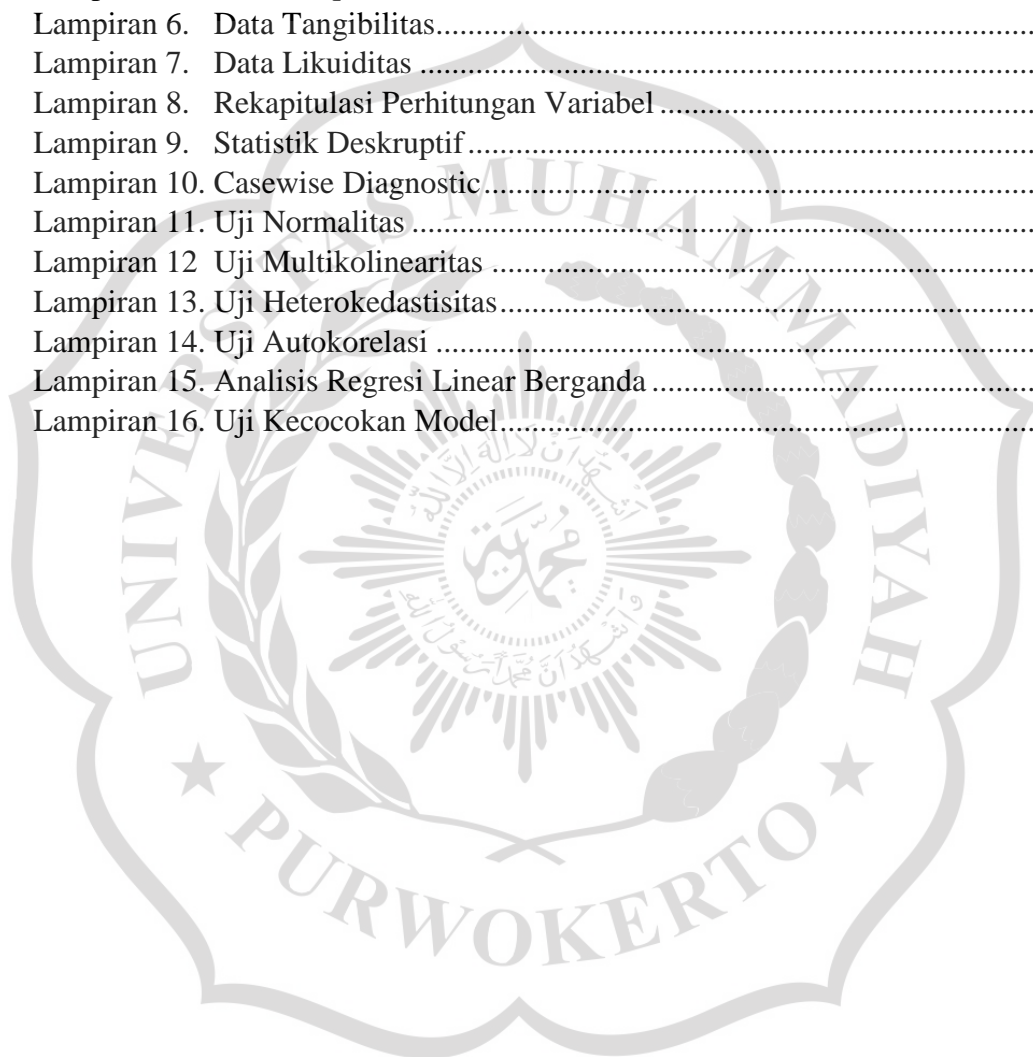 Lampiran 6. Data Tangibilitas..............................................................................
Lampiran 7. Data Likuiditas ................................................................................
Lampiran 8. Rekapitulasi Perhitungan Variabel .................................................
Lampiran 9. Statistik Deskruptif..........................................................................
Lampiran 10. Casewise Diagnostic........................................................................
Lampiran 11. Uji Normalitas .................................................................................
Lampiran 12 Uji Multikolinearitas .......................................................................
Lampiran 13. Uji Heterokedastisitas......................................................................
Lampiran 14. Uji Autokorelasi ..............................................................................
Lampiran 15. Analisis Regresi Linear Berganda ..................................................
Lampiran 16. Uji Kecocokan Model......................................................................
UNIVERSITAS MUHAMMADIYAH
PURWOKERTO